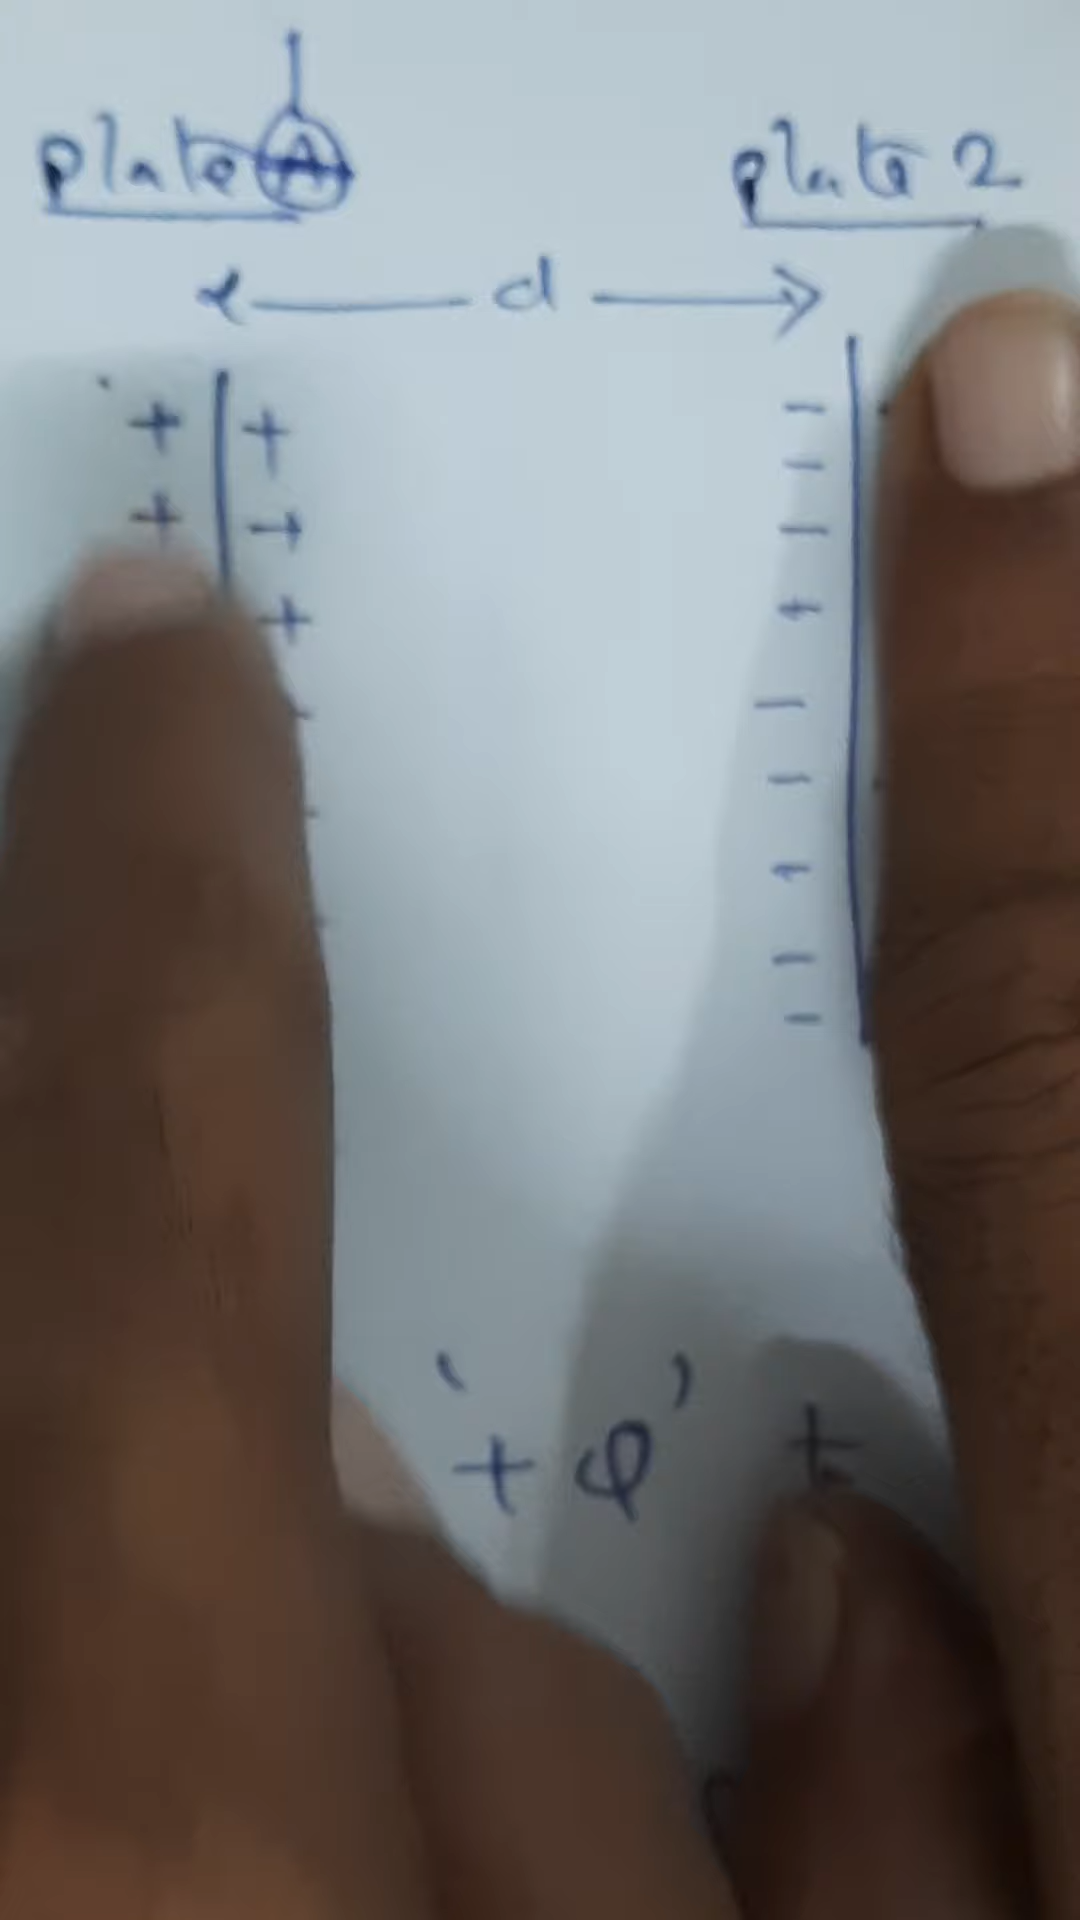 plate A plate 2
d
+ + -
+ + -
+ -
+
-
-
+
-
-
' '
+ φ t